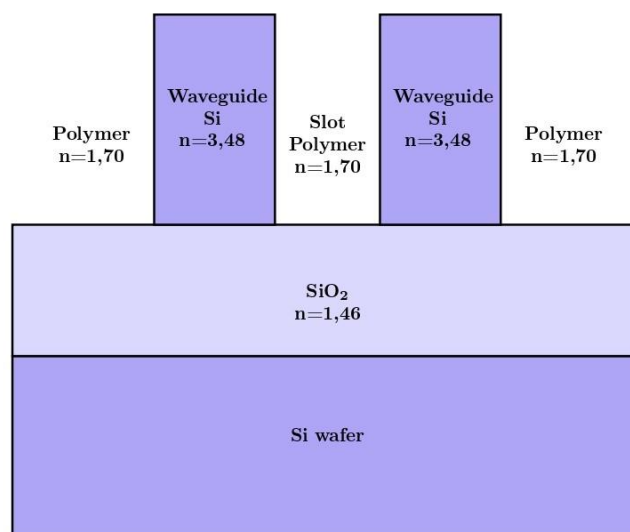 Waveguide
Si
n=3,48
Waveguide
Si
n=3,48
Polymer
n=1,70
Slot
Polymer
n=1,70
Polymer
n=1,70
SiO₂
n=1,46
Si wafer